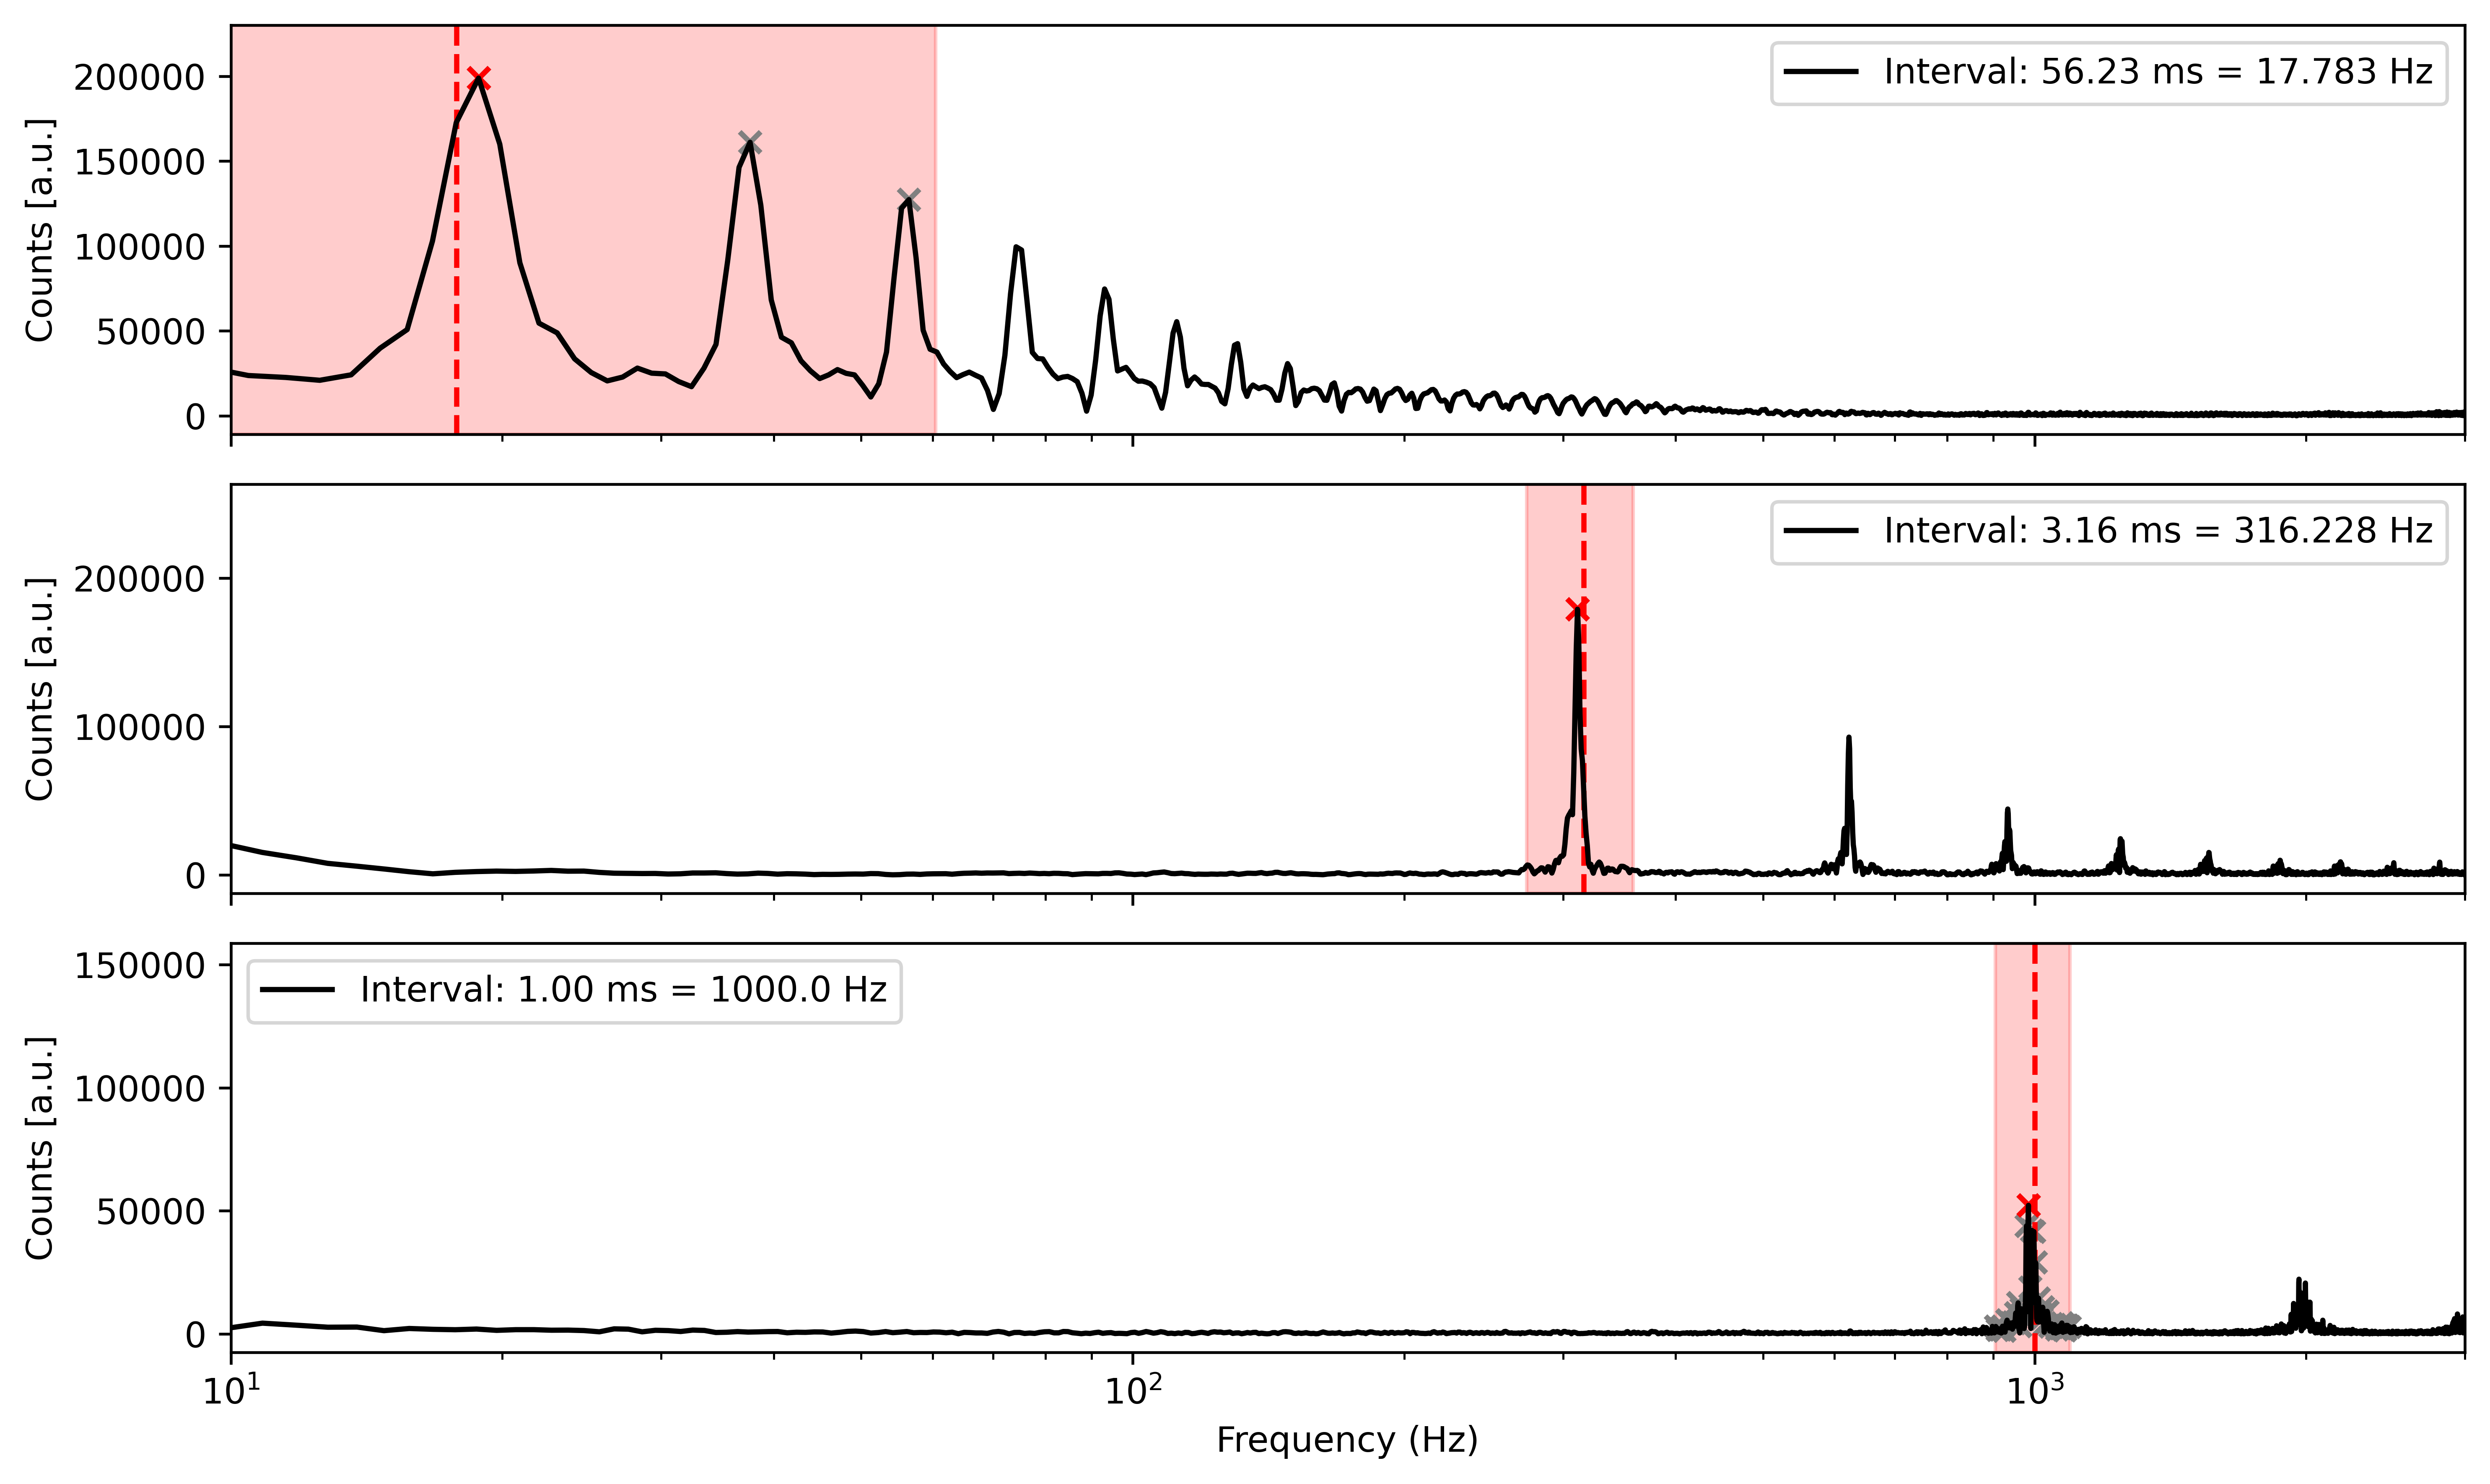 Counts [a.u.]
200000
150000
100000
50000
0
Interval: 56.23 ms = 17.783 Hz
Counts [a.u.]
200000
100000
0
Interval: 3.16 ms = 316.228 Hz
Counts [a.u.]
150000
100000
50000
0
Interval: 1.00 ms = 1000.0 Hz
10¹ 10² 10³
Frequency (Hz)